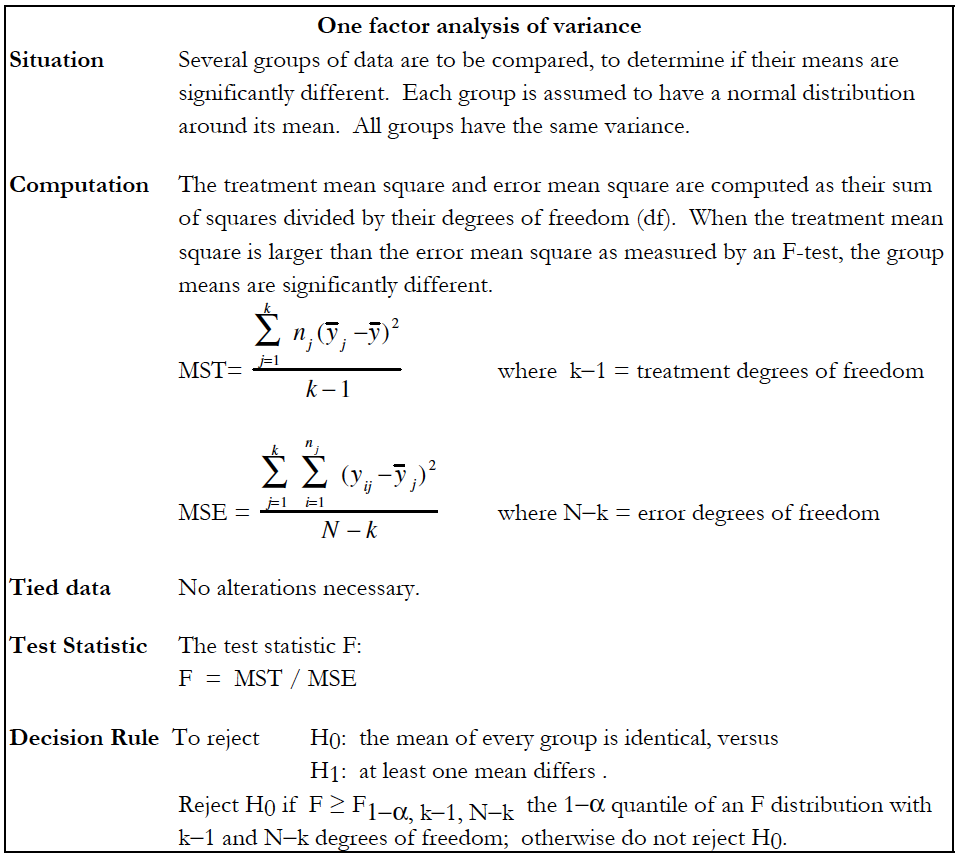 One factor analysis of variance
Situation Several groups of data are to be compared, to determine if their means are
significantly different. Each group is assumed to have a normal distribution
around its mean. All groups have the same variance.
Computation The treatment mean square and error mean square are computed as their sum
of squares divided by their degrees of freedom (df). When the treatment mean
square is larger than the error mean square as measured by an F-test, the group
means are significantly different.
MST= \frac{\sum_{j=1}^{k} n_j (\bar{y}_j − \bar{y})^2}{k − 1} where k−1 = treatment degrees of freedom
MSE = \frac{\sum_{j=1}^{k} \sum_{i=1}^{n_j} (y_{ij} − \bar{y}_j)^2}{N − k} where N−k = error degrees of freedom
Tied data No alterations necessary.
Test Statistic The test statistic F:
F = MST / MSE
Decision Rule To reject H0: the mean of every group is identical, versus
H1: at least one mean differs .
Reject H0 if F ≥ F1−α, k−1, N−k the 1−α quantile of an F distribution with
k−1 and N−k degrees of freedom; otherwise do not reject H0.